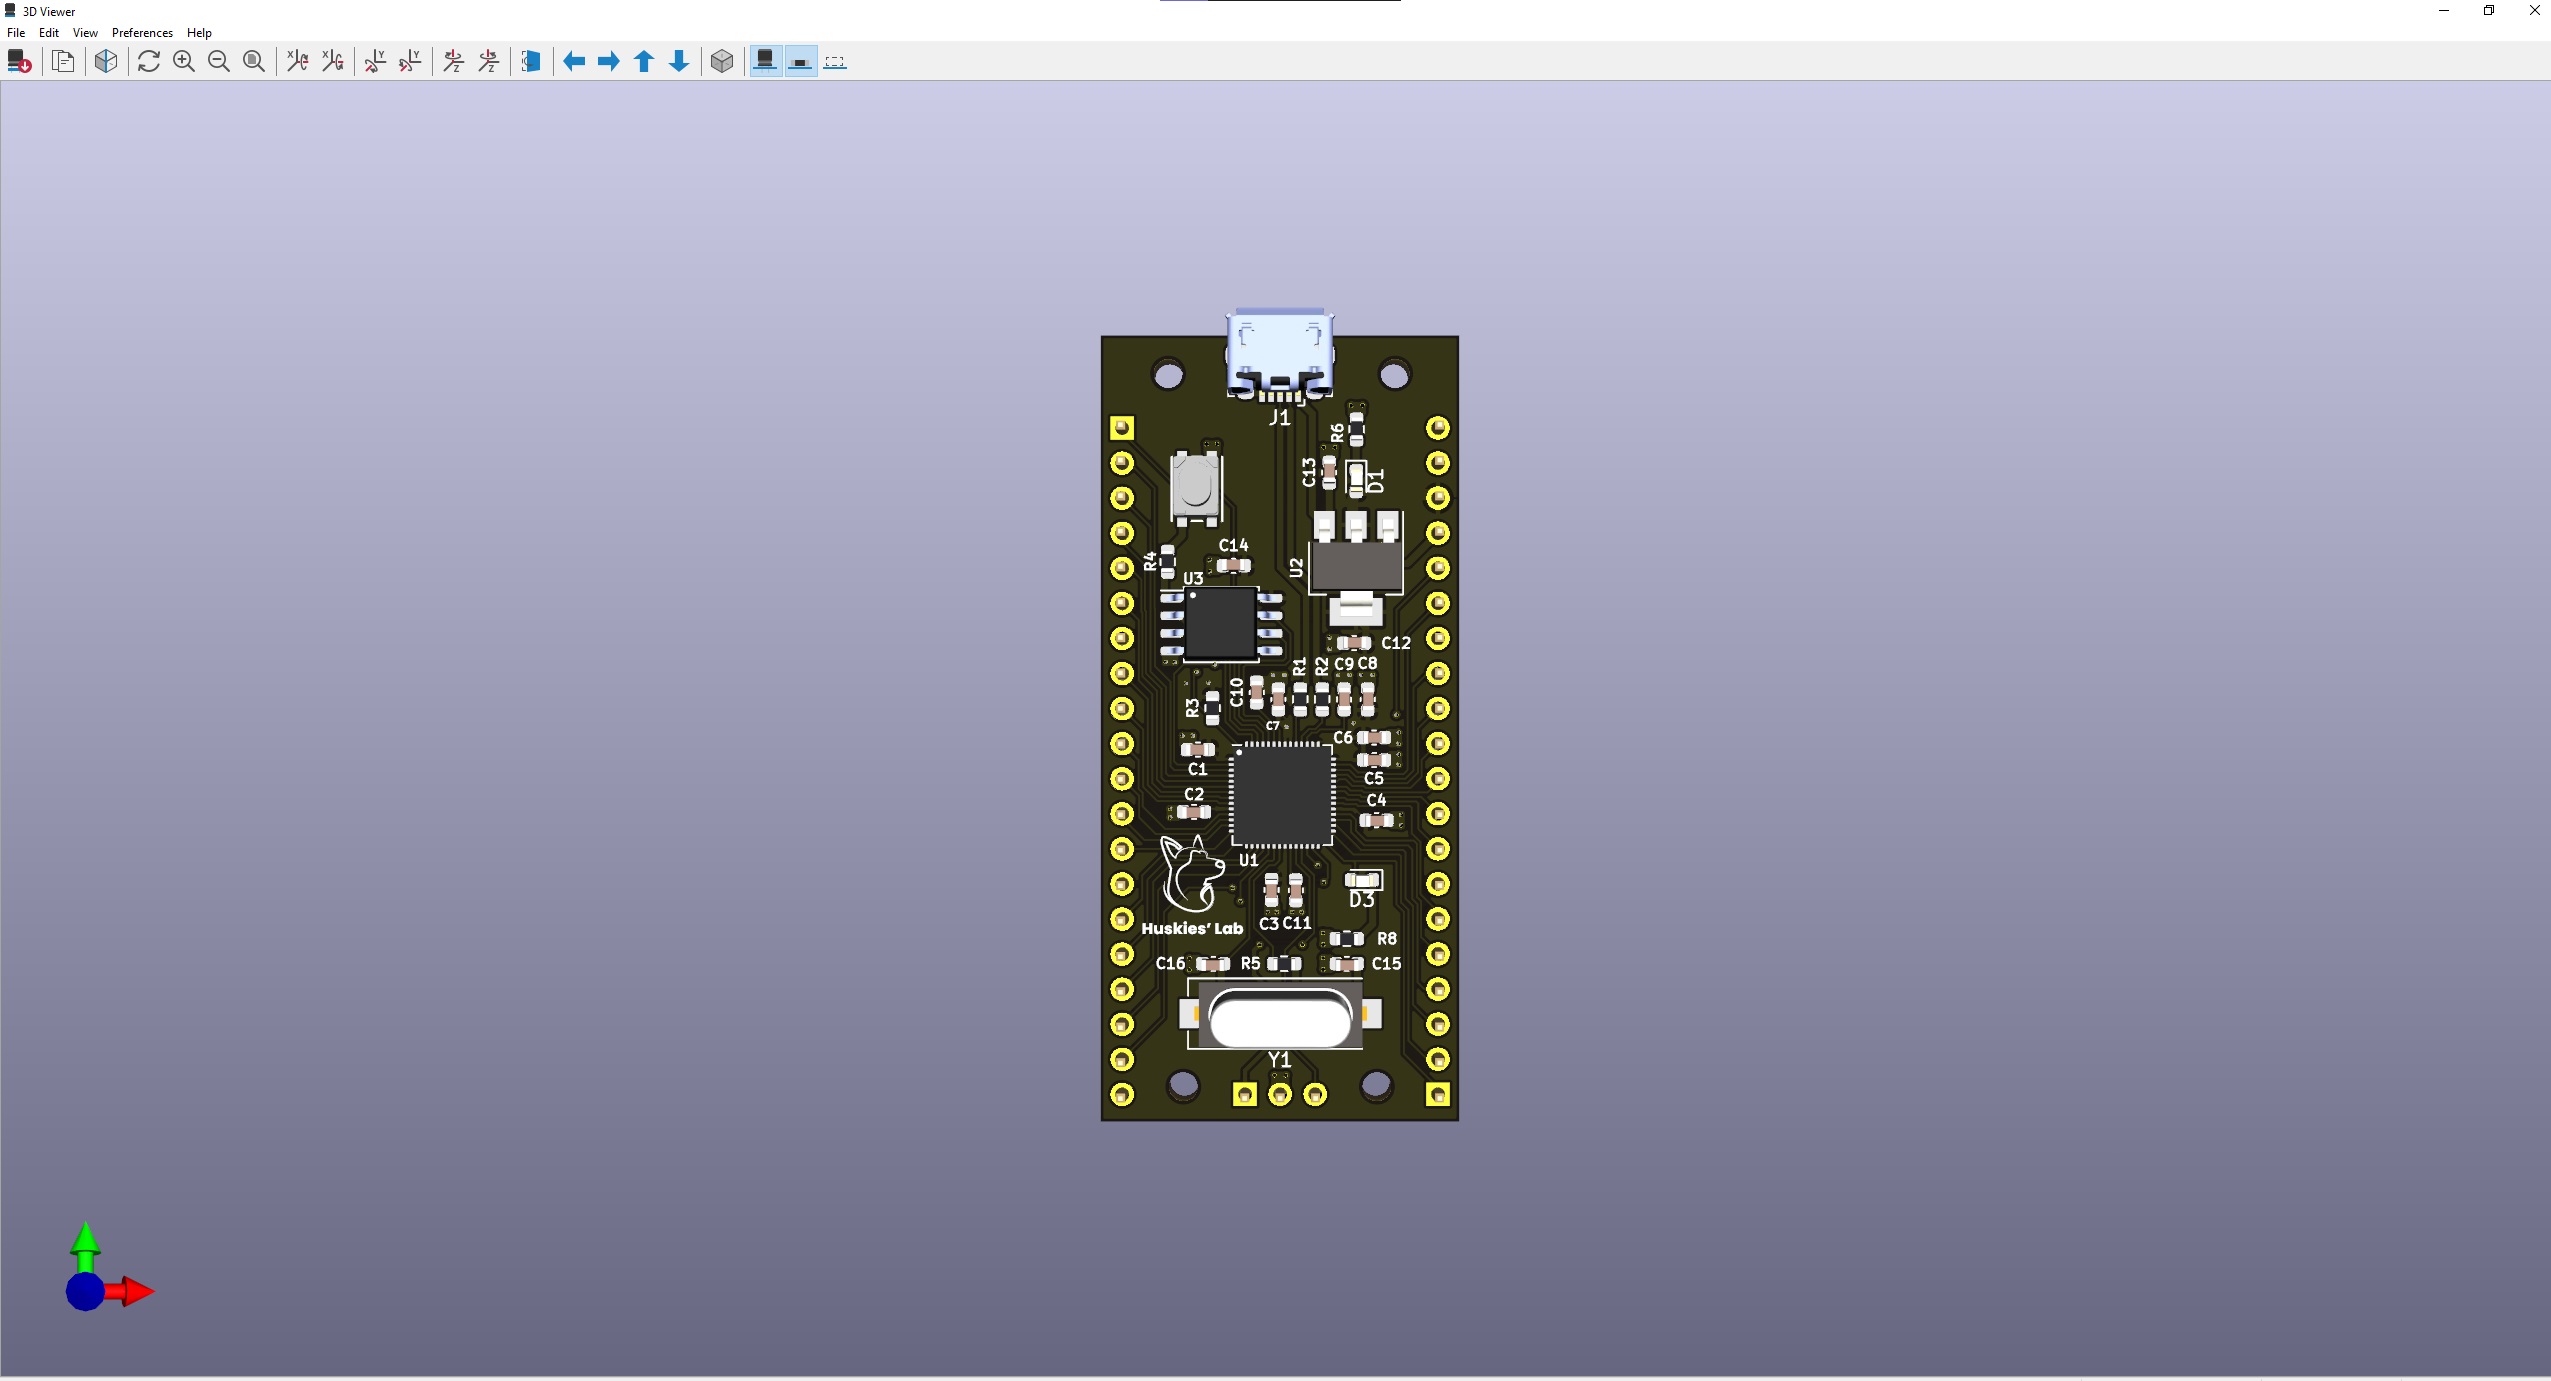 3D Viewer
File Edit View Preferences Help
J1
R6
C13
D1
C14
R4
U2
U3
C12
R1 R2 C9 C8
C10
R3
C7
C6
C1
C5
C2
C4
U1
D3
C3 C11
Huskies' Lab
R8
C16 R5 C15
Y1